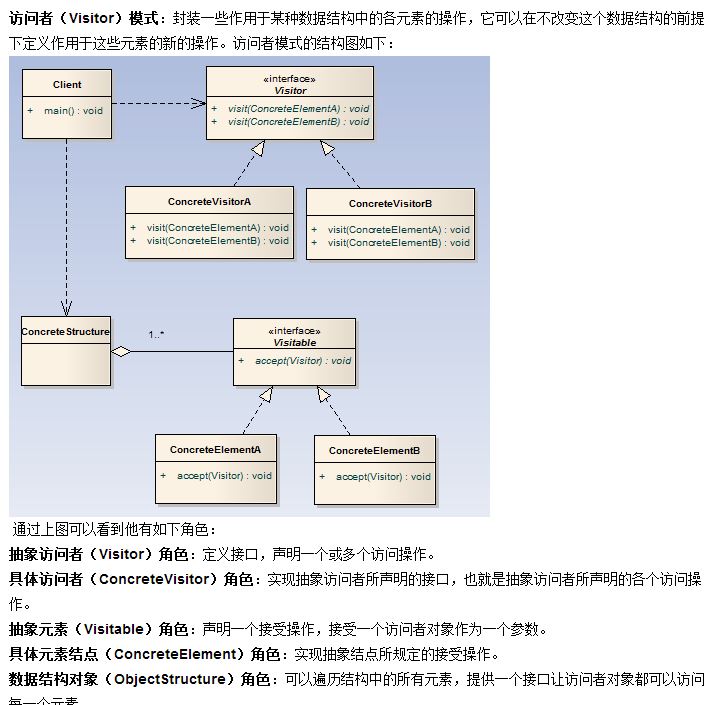 访问者（Visitor）模式：封装一些作用于某种数据结构中的各元素的操作，它可以在不改变这个数据结构的前提
下定义作用于这些元素的新的操作。访问者模式的结构图如下：
Client
+ main() : void
«interface»
Visitor
+ visit(ConcreteElementA) : void
+ visit(ConcreteElementB) : void
ConcreteVisitorA
+ visit(ConcreteElementA) : void
+ visit(ConcreteElementB) : void
ConcreteVisitorB
+ visit(ConcreteElementA) : void
+ visit(ConcreteElementB) : void
ConcreteStructure
1..*
«interface»
Visitable
+ accept(Visitor) : void
ConcreteElementA
+ accept(Visitor) : void
ConcreteElementB
+ accept(Visitor) : void
通过上图可以看到他有如下角色：
抽象访问者（Visitor）角色：定义接口，声明一个或多个访问操作。
具体访问者（ConcreteVisitor）角色：实现抽象访问者所声明的接口，也就是抽象访问者所声明的各个访问操
作。
抽象元素（Visitable）角色：声明一个接受操作，接受一个访问者对象作为一个参数。
具体元素结点（ConcreteElement）角色：实现抽象结点所规定的接受操作。
数据结构对象（ObjectStructure）角色：可以遍历结构中的所有元素，提供一个接口让访问者对象都可以访问
每一个元素